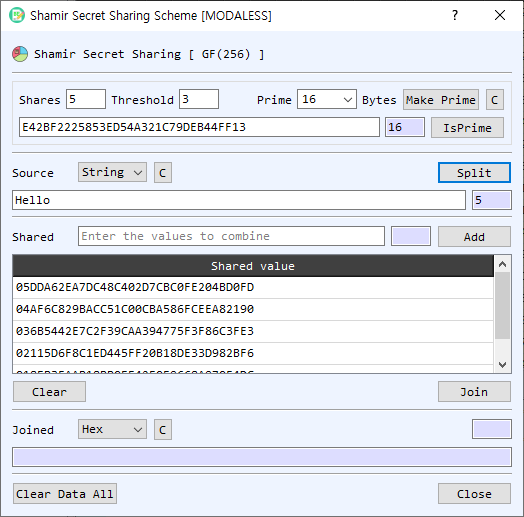 Shamir Secret Sharing Scheme [MODALESS]
Shamir Secret Sharing [ GF(256) ]
Shares 5 Threshold 3 Prime 16 Bytes Make Prime C
E42BF2225853ED54A321C79DEB44FF13 16 IsPrime
Source String C Split
Hello 5
Shared Enter the values to combine Add
Shared value
05DDA62EA7DC48C402D7CBC0FE204BD0FD
04AF6C829BACC51C00CBA586FCEEA82190
036B5442E7C2F39CAA394775F3F86C3FE3
02115D6F8C1ED445FF20B18DE33D982BF6
Clear Join
Joined Hex C
Clear Data All Close